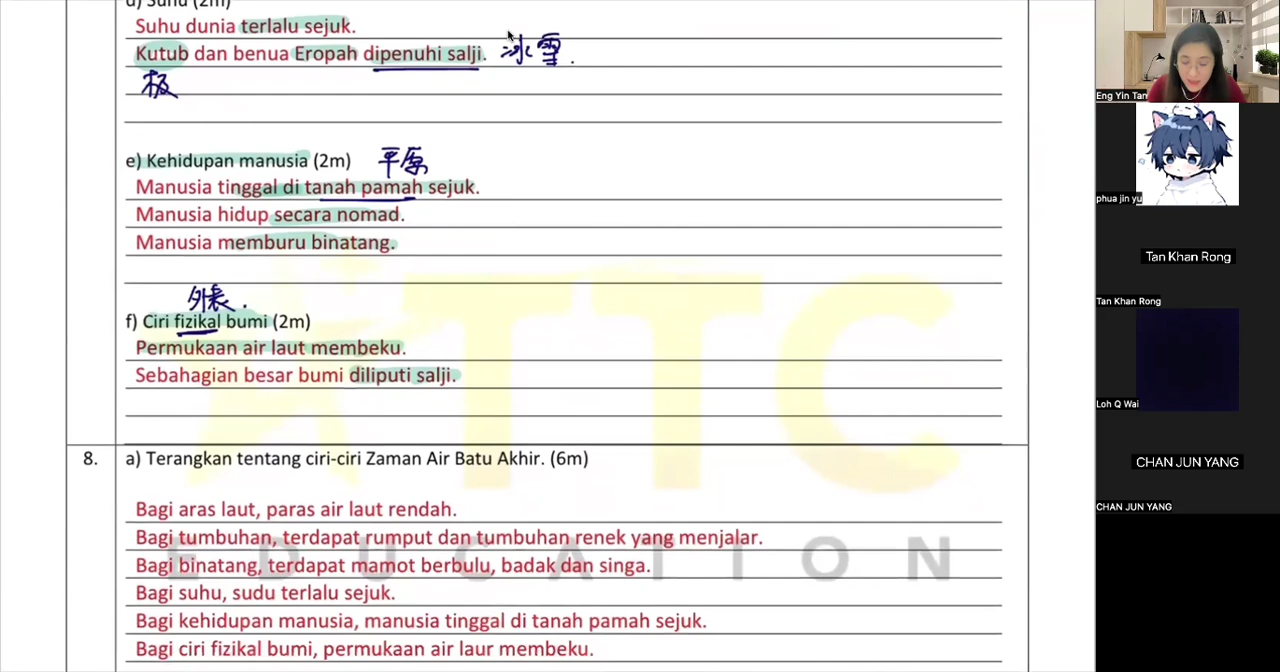 d) Suhu (2m)
Suhu dunia terlalu sejuk.
Kutub dan benua Eropah dipenuhi salji. 冰雪.
极
e) Kehidupan manusia (2m) 平原
Manusia tinggal di tanah pamah sejuk.
Manusia hidup secara nomad.
Manusia memburu binatang.
外表.
f) Ciri fizikal bumi (2m)
Permukaan air laut membeku.
Sebahagian besar bumi diliputi salji.
8. a) Terangkan tentang ciri-ciri Zaman Air Batu Akhir. (6m)
Bagi aras laut, paras air laut rendah.
Bagi tumbuhan, terdapat rumput dan tumbuhan renek yang menjalar.
Bagi binatang, terdapat mamot berbulu, badak dan singa.
Bagi suhu, sudu terlalu sejuk.
Bagi kehidupan manusia, manusia tinggal di tanah pamah sejuk.
Bagi ciri fizikal bumi, permukaan air laur membeku.
ATTC
EDUCATION
Eng Yin Tam
phua jin yu
Tan Khan Rong
Tan Khan Rong
Loh Q Wai
CHAN JUN YANG
CHAN JUN YANG